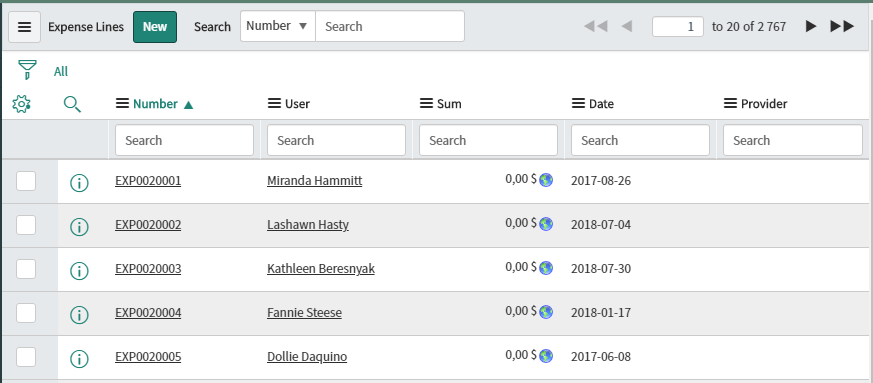 Expense Lines New Search Number Search 1 to 20 of 2 767
All
Number User Sum Date Provider
Search Search Search Search Search
EXP0020001 Miranda Hammitt 0,00 $ 2017-08-26
EXP0020002 Lashawn Hasty 0,00 $ 2018-07-04
EXP0020003 Kathleen Beresnyak 0,00 $ 2018-07-30
EXP0020004 Fannie Steese 0,00 $ 2018-01-17
EXP0020005 Dollie Daquino 0,00 $ 2017-06-08